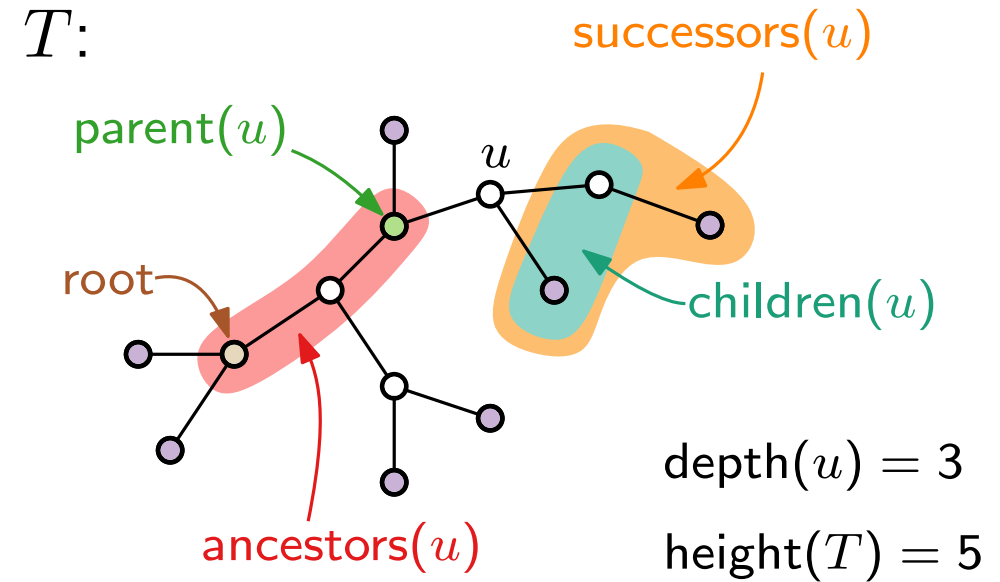 T:
successors(u)
parent(u)
u
root
children(u)
depth(u) = 3
ancestors(u)
height(T) = 5